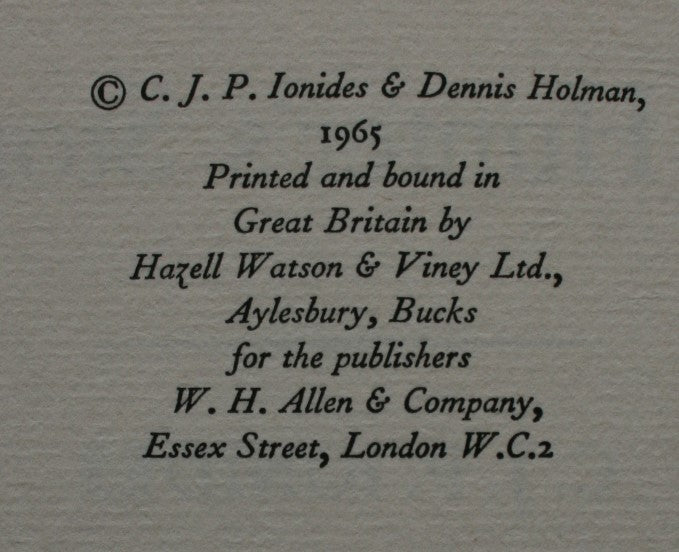 © C. J. P. Ionides & Dennis Holman,
1965
Printed and bound in
Great Britain by
Hazell Watson & Viney Ltd.,
Aylesbury, Bucks
for the publishers
W. H. Allen & Company,
Essex Street, London W.C.2